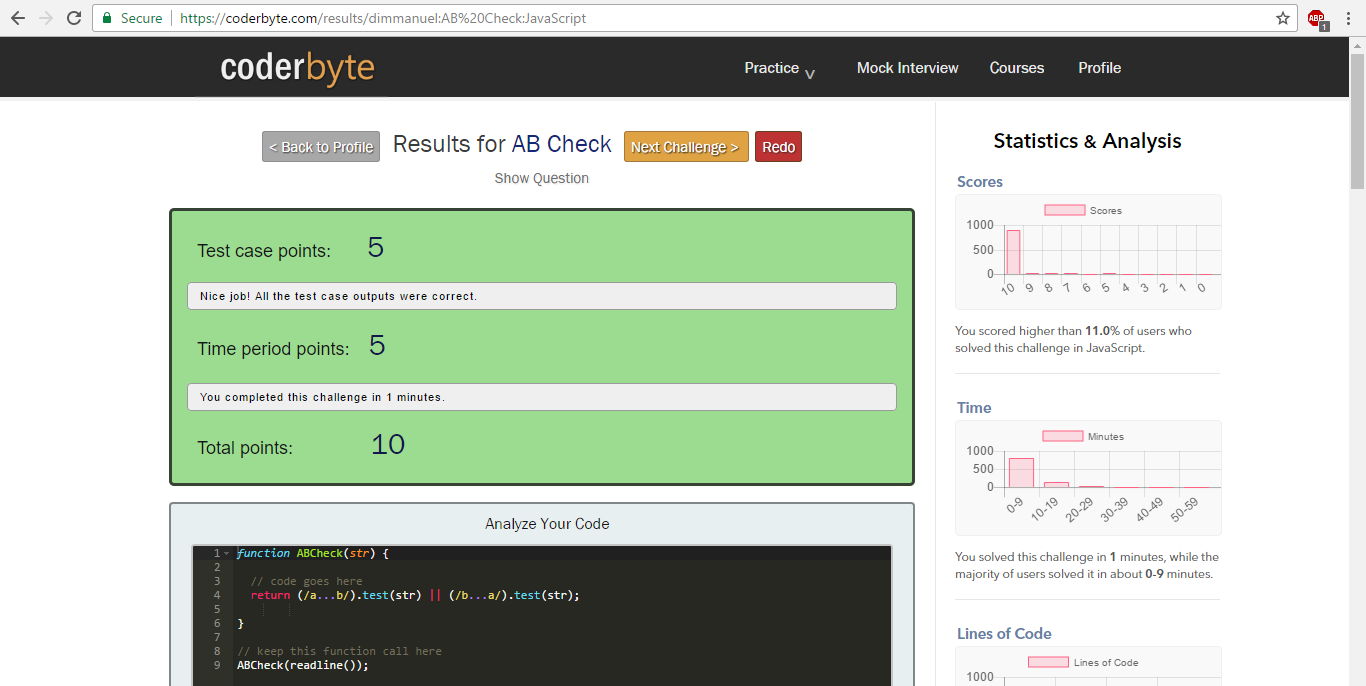 Secure https://coderbyte.com/results/dimmanuel:AB%20Check:JavaScript
ABP
1
coderbyte
Practice v Mock Interview Courses Profile
< Back to Profile Results for AB Check Next Challenge > Redo
Show Question
Test case points: 5
Nice job! All the test case outputs were correct.
Time period points: 5
You completed this challenge in 1 minutes.
Total points: 10
Analyze Your Code
1 function ABCheck(str) {
2
3 // code goes here
4 return (/a...b/).test(str) || (/b...a/).test(str);
5
6 }
7
8 // keep this function call here
9 ABCheck(readline());
Statistics & Analysis
Scores
Scores
1000
500
0
10 9 8 7 6 5 4 3 2 1 0
You scored higher than 11.0% of users who
solved this challenge in JavaScript.
Time
Minutes
1000
500
0
0-9 10-19 20-29 30-39 40-49 50-59
You solved this challenge in 1 minutes, while the
majority of users solved it in about 0-9 minutes.
Lines of Code
Lines of Code
1000